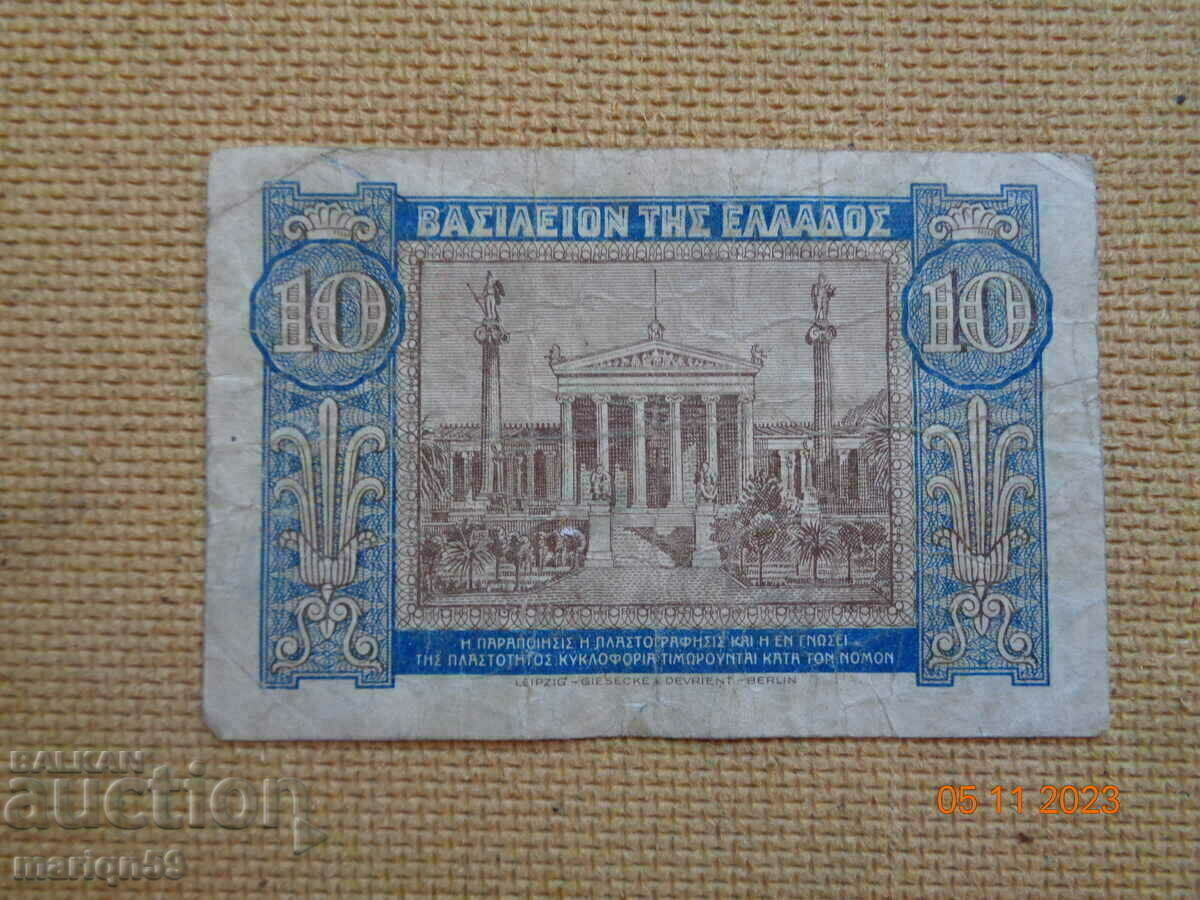 ΒΑΣΙΛΕΙΟΝ ΤΗΣ ΕΛΛΑΔΟΣ
10 10
Η ΠΑΡΑΠΟΙΗΣΙΣ Η ΠΛΑΣΤΟΓΡΑΦΗΣΙΣ ΚΑΙ Η ΕΝ ΓΝΩΣΕΙ
ΤΗΣ ΠΛΑΣΤΟΤΗΤΟΣ ΚΥΚΛΟΦΟΡΙΑ ΤΙΜΩΡΟΥΝΤΑΙ ΚΑΤΑ ΤΟΝ ΝΟΜΟΝ
LEIPZIG – GIESECKE & DEVRIENT – BERLIN
BALKAN
auction
05 11 2023
mariqn59